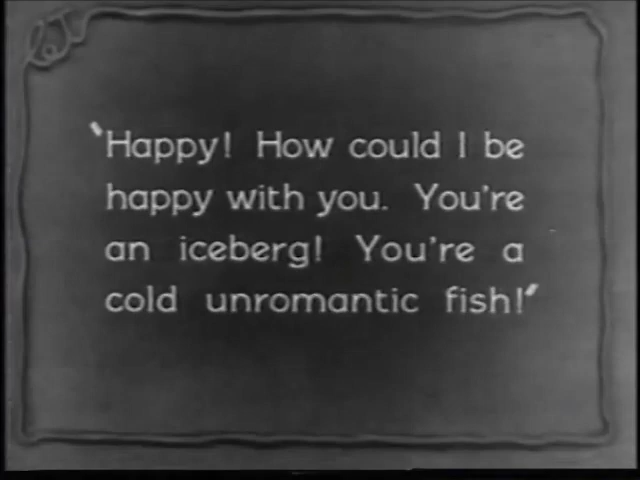 "Happy! How could I be
happy with you. You're
an iceberg! You're a
cold unromantic fish!"